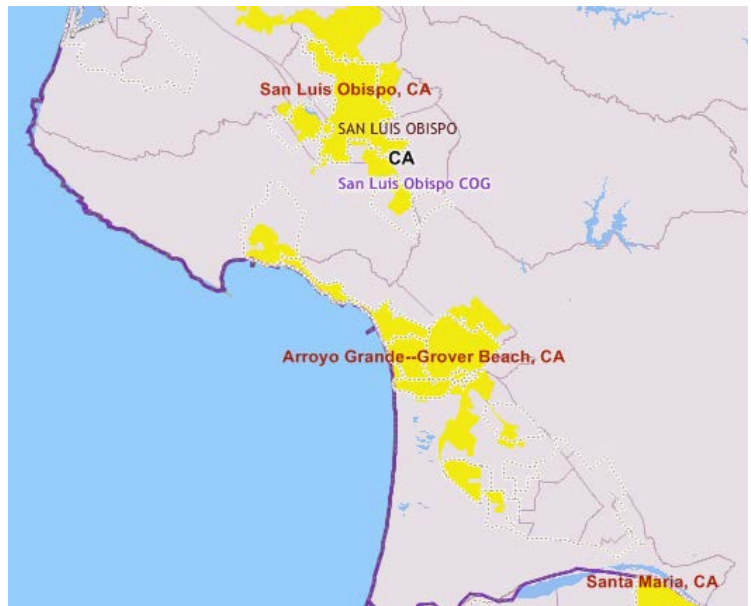 San Luis Obispo, CA
SAN LUIS OBISPO
CA
San Luis Obispo COG
Arroyo Grande--Grover Beach, CA
Santa Maria, CA